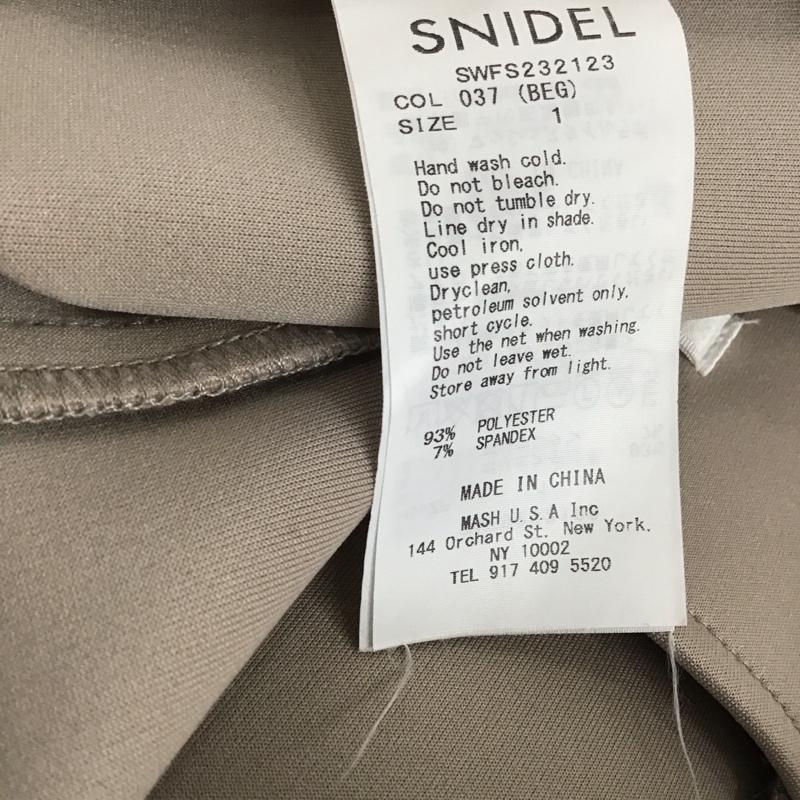 SNIDEL
SWFS232123
COL 037 (BEG)
SIZE 1
Hand wash cold.
Do not bleach.
Do not tumble dry.
Line dry in shade.
Cool iron,
use press cloth.
Dryclean,
petroleum solvent only,
short cycle.
Use the net when washing.
Do not leave wet.
Store away from light.
93% POLYESTER
7% SPANDEX
MADE IN CHINA
MASH U.S.A Inc
144 Orchard St. New York.
NY 10002
TEL 917 409 5520